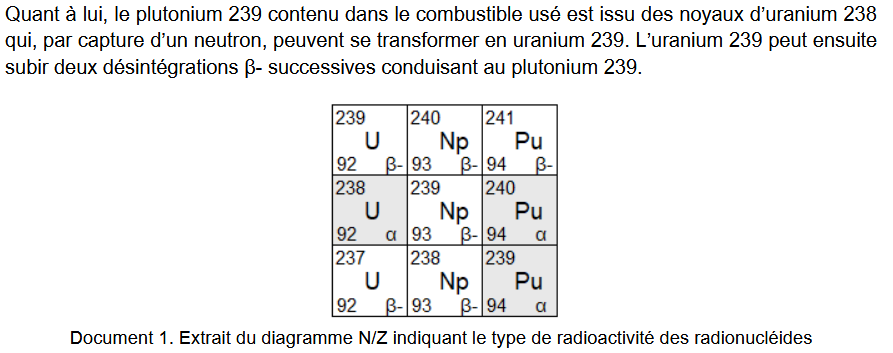 Quant à lui, le plutonium 239 contenu dans le combustible usé est issu des noyaux d’uranium 238
qui, par capture d’un neutron, peuvent se transformer en uranium 239. L’uranium 239 peut ensuite
subir deux désintégrations β- successives conduisant au plutonium 239.
239 240 241
U Np Pu
92 β- 93 β- 94 β-
238 239 240
U Np Pu
92 α 93 β- 94 α
237 238 239
U Np Pu
92 β- 93 β- 94 α
Document 1. Extrait du diagramme N/Z indiquant le type de radioactivité des radionucléides